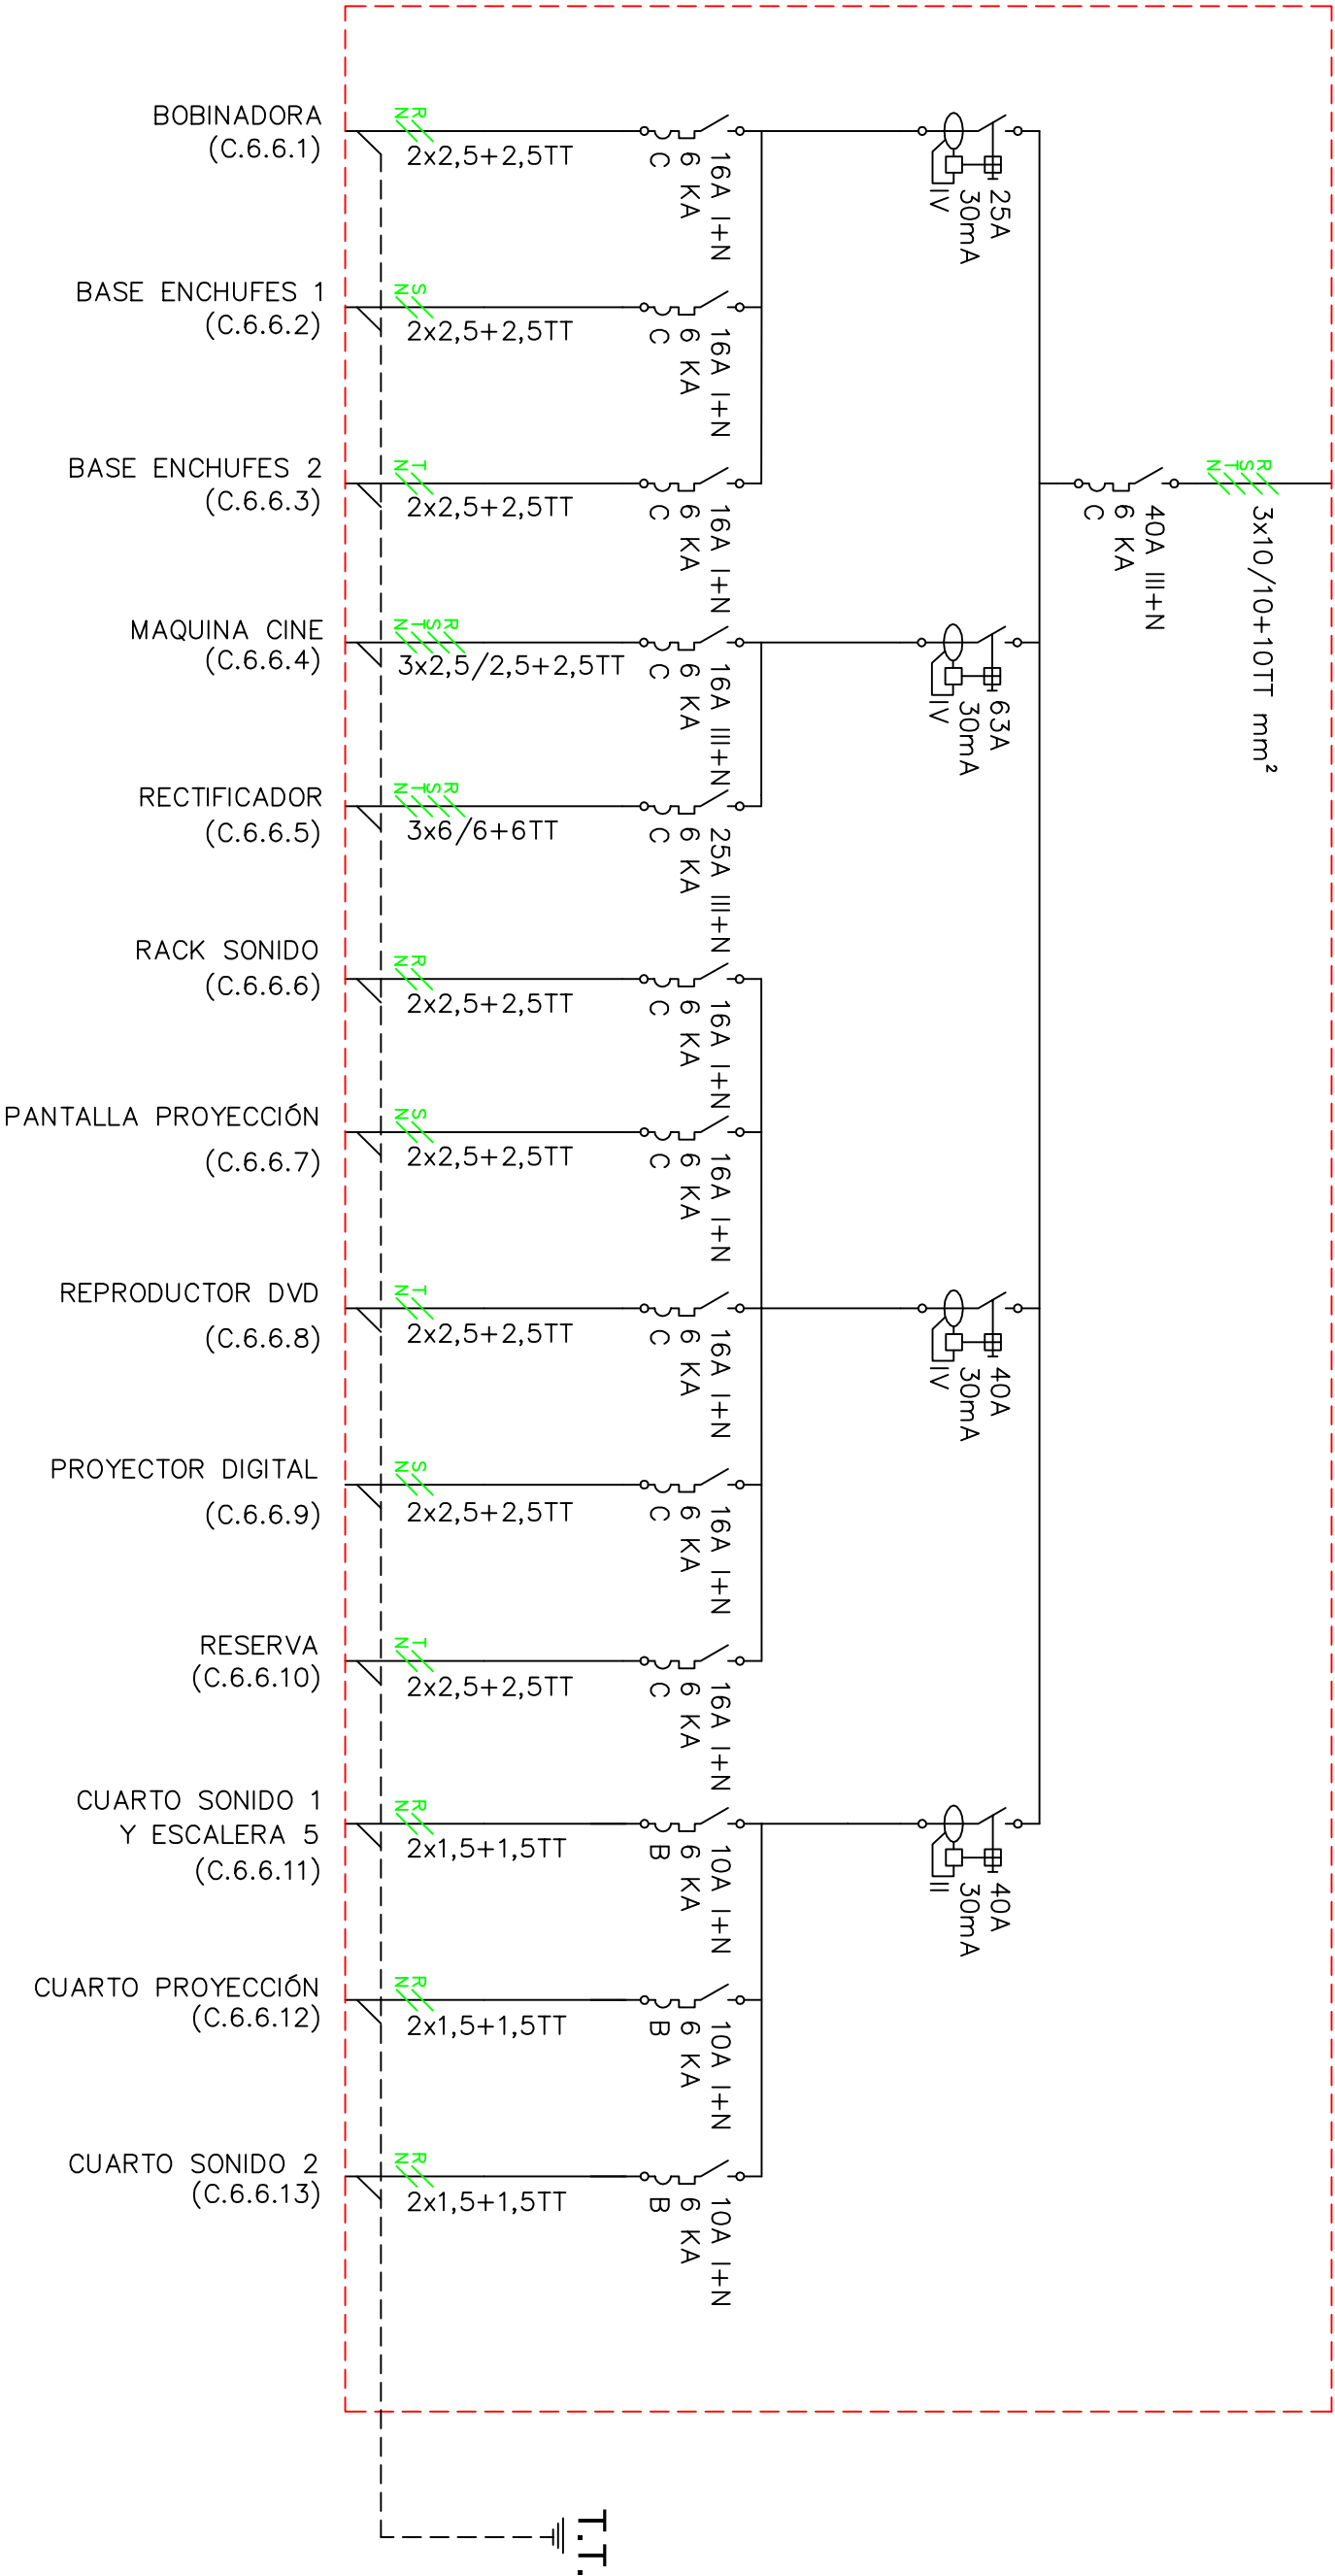 BOBINADORA
(C.6.6.1)
R
N
2x2,5+2,5TT
16A I+N
6 KA
C
25A
30mA
IV
BASE ENCHUFES 1
(C.6.6.2)
S
N
2x2,5+2,5TT
16A I+N
6 KA
C
BASE ENCHUFES 2
(C.6.6.3)
T
N
2x2,5+2,5TT
16A I+N
6 KA
C
40A III+N
6 KA
C
R
S
T
N
3x10/10+10TT mm²
MAQUINA CINE
(C.6.6.4)
R
S
T
N
3x2,5/2,5+2,5TT
16A III+N
6 KA
C
63A
30mA
IV
RECTIFICADOR
(C.6.6.5)
R
S
T
N
3x6/6+6TT
25A III+N
6 KA
C
RACK SONIDO
(C.6.6.6)
R
N
2x2,5+2,5TT
16A I+N
6 KA
C
PANTALLA PROYECCIÓN
(C.6.6.7)
S
N
2x2,5+2,5TT
16A I+N
6 KA
C
REPRODUCTOR DVD
(C.6.6.8)
T
N
2x2,5+2,5TT
16A I+N
6 KA
C
40A
30mA
IV
PROYECTOR DIGITAL
(C.6.6.9)
S
N
2x2,5+2,5TT
16A I+N
6 KA
C
RESERVA
(C.6.6.10)
T
N
2x2,5+2,5TT
16A I+N
6 KA
C
CUARTO SONIDO 1
Y ESCALERA 5
(C.6.6.11)
R
N
2x1,5+1,5TT
10A I+N
6 KA
B
40A
30mA
II
CUARTO PROYECCIÓN
(C.6.6.12)
R
N
2x1,5+1,5TT
10A I+N
6 KA
B
CUARTO SONIDO 2
(C.6.6.13)
R
N
2x1,5+1,5TT
10A I+N
6 KA
B
T.T.